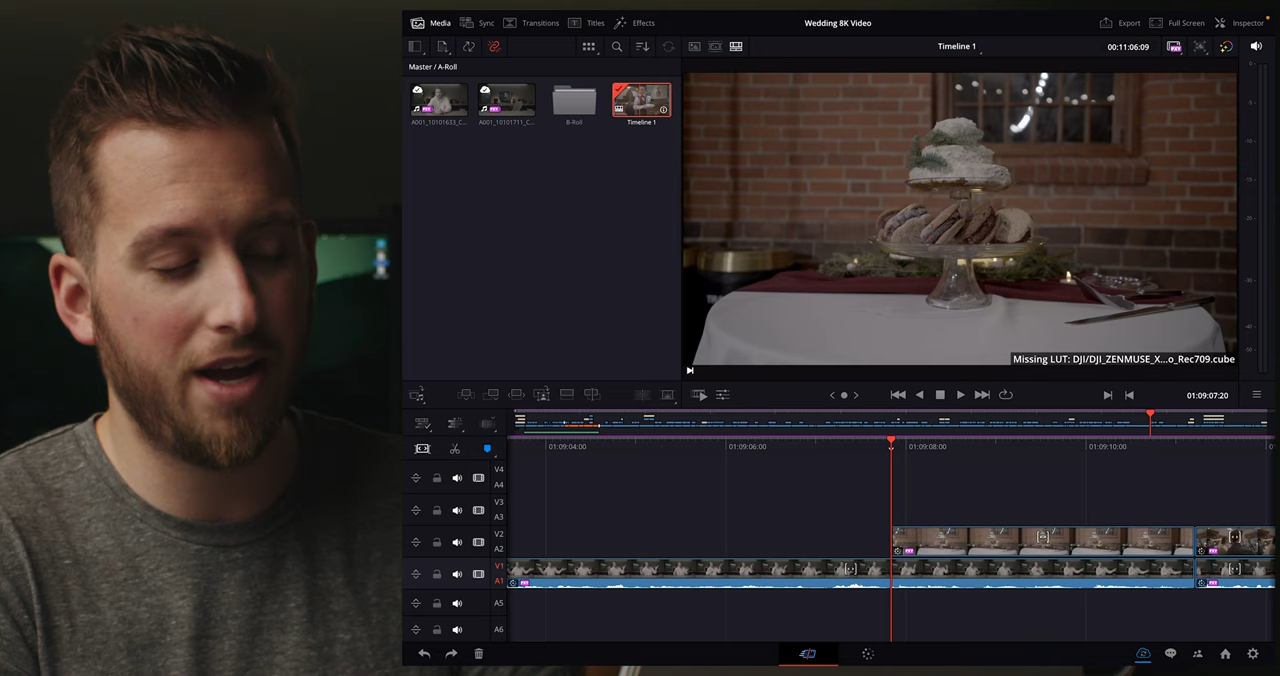 Media Sync Transitions Titles Effects Wedding 8K Video Export Full Screen Inspector
Timeline 1 00:11:06:09
Master / A-Roll
A001_10101633_C... A001_10101711_C... B-Roll Timeline 1
Missing LUT: DJI/DJI_ZENMUSE_X...o_Rec709.cube
01:09:07:20
01:09:04:00 01:09:06:00 01:09:08:00 01:09:10:00
V4
A4
V3
A3
V2
A2
V1
A1
A5
A6